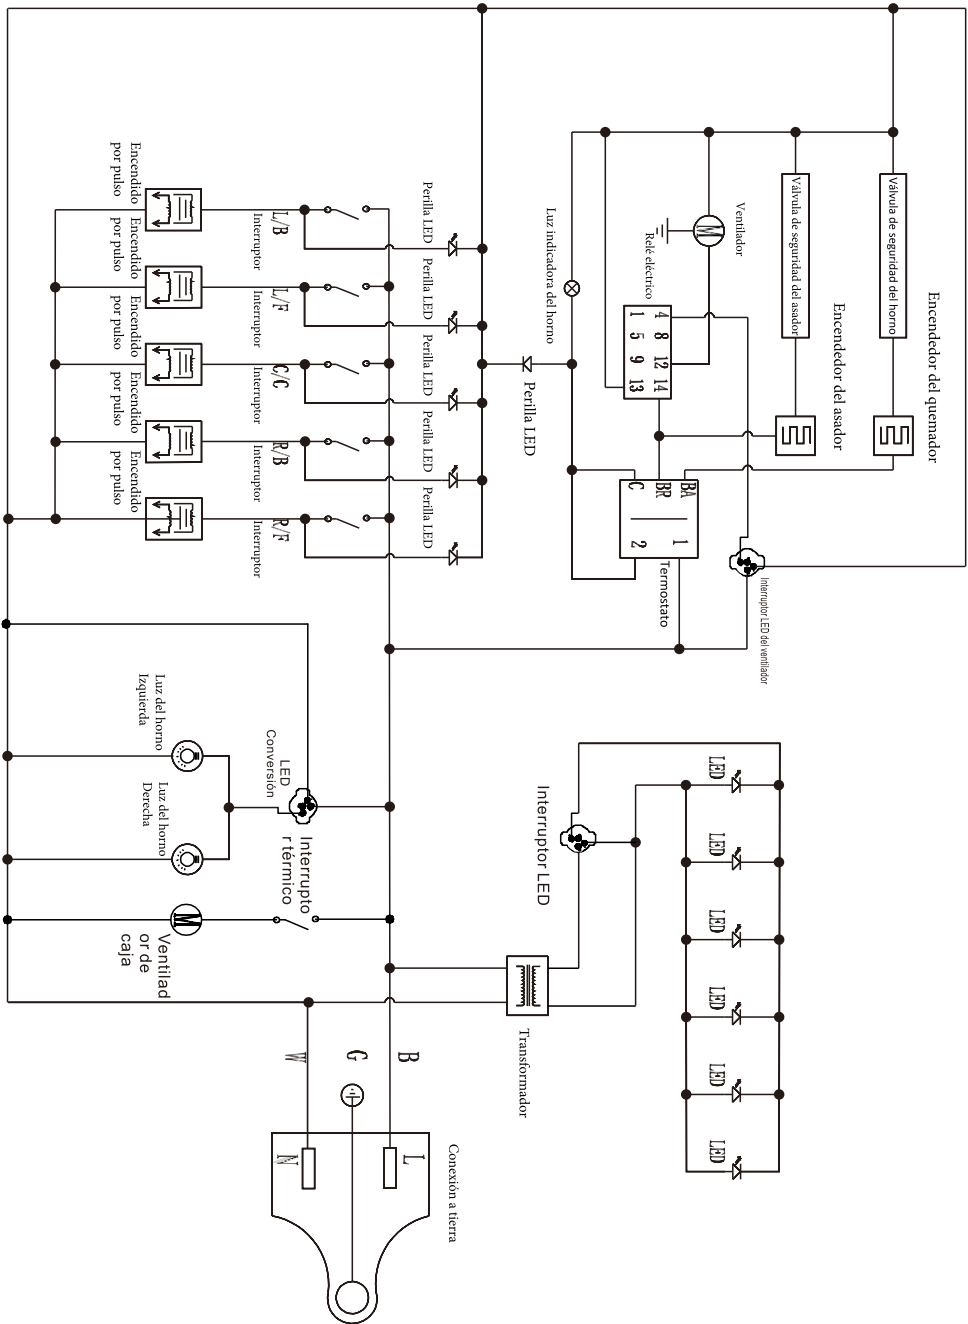 Encendedor del quemador
Válvula de seguridad del horno
Encendedor del asador
Válvula de seguridad del asador
Ventilador
Relé eléctrico
4 8 12 14
1 5 9 13
Luz indicadora del horno
Perilla LED
BA
BR
C
1
2
Termostato
Interruptor LED del ventilador
Perilla LED
Perilla LED
Perilla LED
Perilla LED
Perilla LED
L/B
Interruptor
L/F
Interruptor
C/C
Interruptor
R/B
Interruptor
R/F
Interruptor
Encendido
por pulso
Encendido
por pulso
Encendido
por pulso
Encendido
por pulso
Encendido
por pulso
LED
LED
LED
LED
LED
LED
Interruptor LED
Transformador
LED
Conversión
Luz del horno
Izquierda
Luz del horno
Derecha
Interrupto
r térmico
Ventilad
or de
caja
B
G
W
L
N
Conexión a tierra